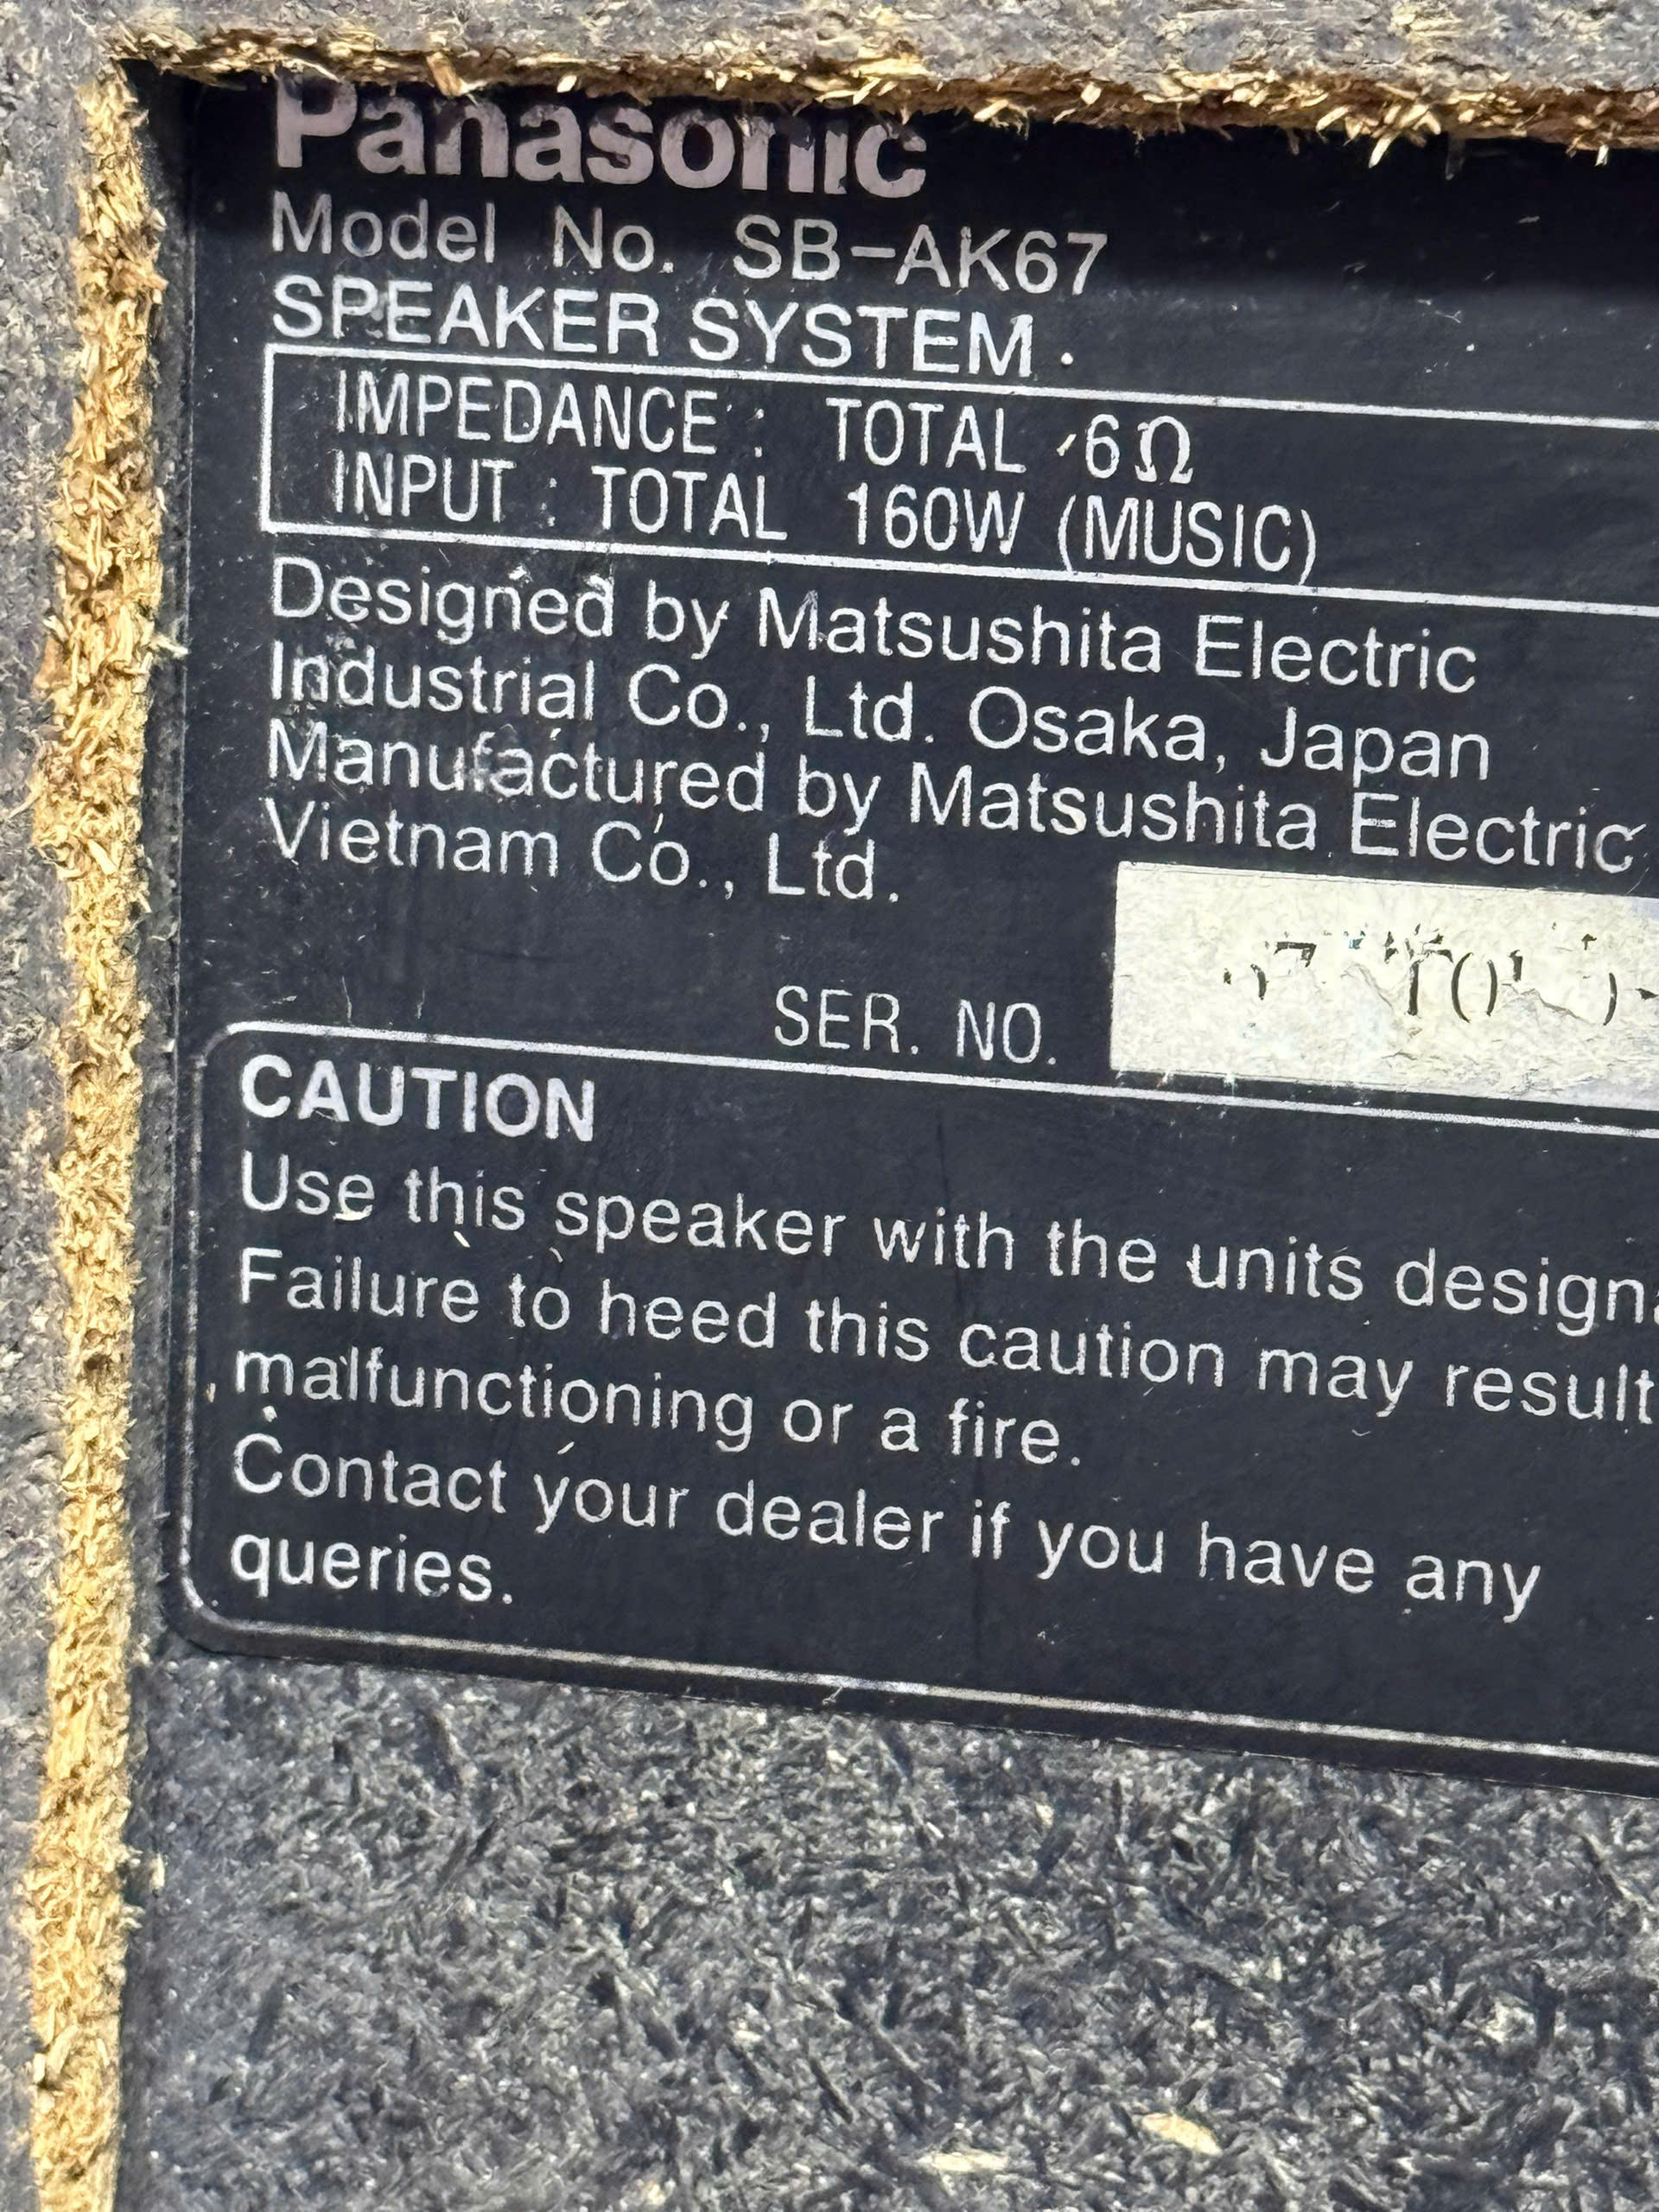 Panasonic
Model No. SB-AK67
SPEAKER SYSTEM
IMPEDANCE : TOTAL 6Ω
INPUT : TOTAL 160W (MUSIC)
Designed by Matsushita Electric
Industrial Co., Ltd. Osaka, Japan
Manufactured by Matsushita Electric
Vietnam Co., Ltd.
SER. NO.
CAUTION
Use this speaker with the units
Failure to heed this caution may result
malfunctioning or a fire.
Contact your dealer if you have any
queries.